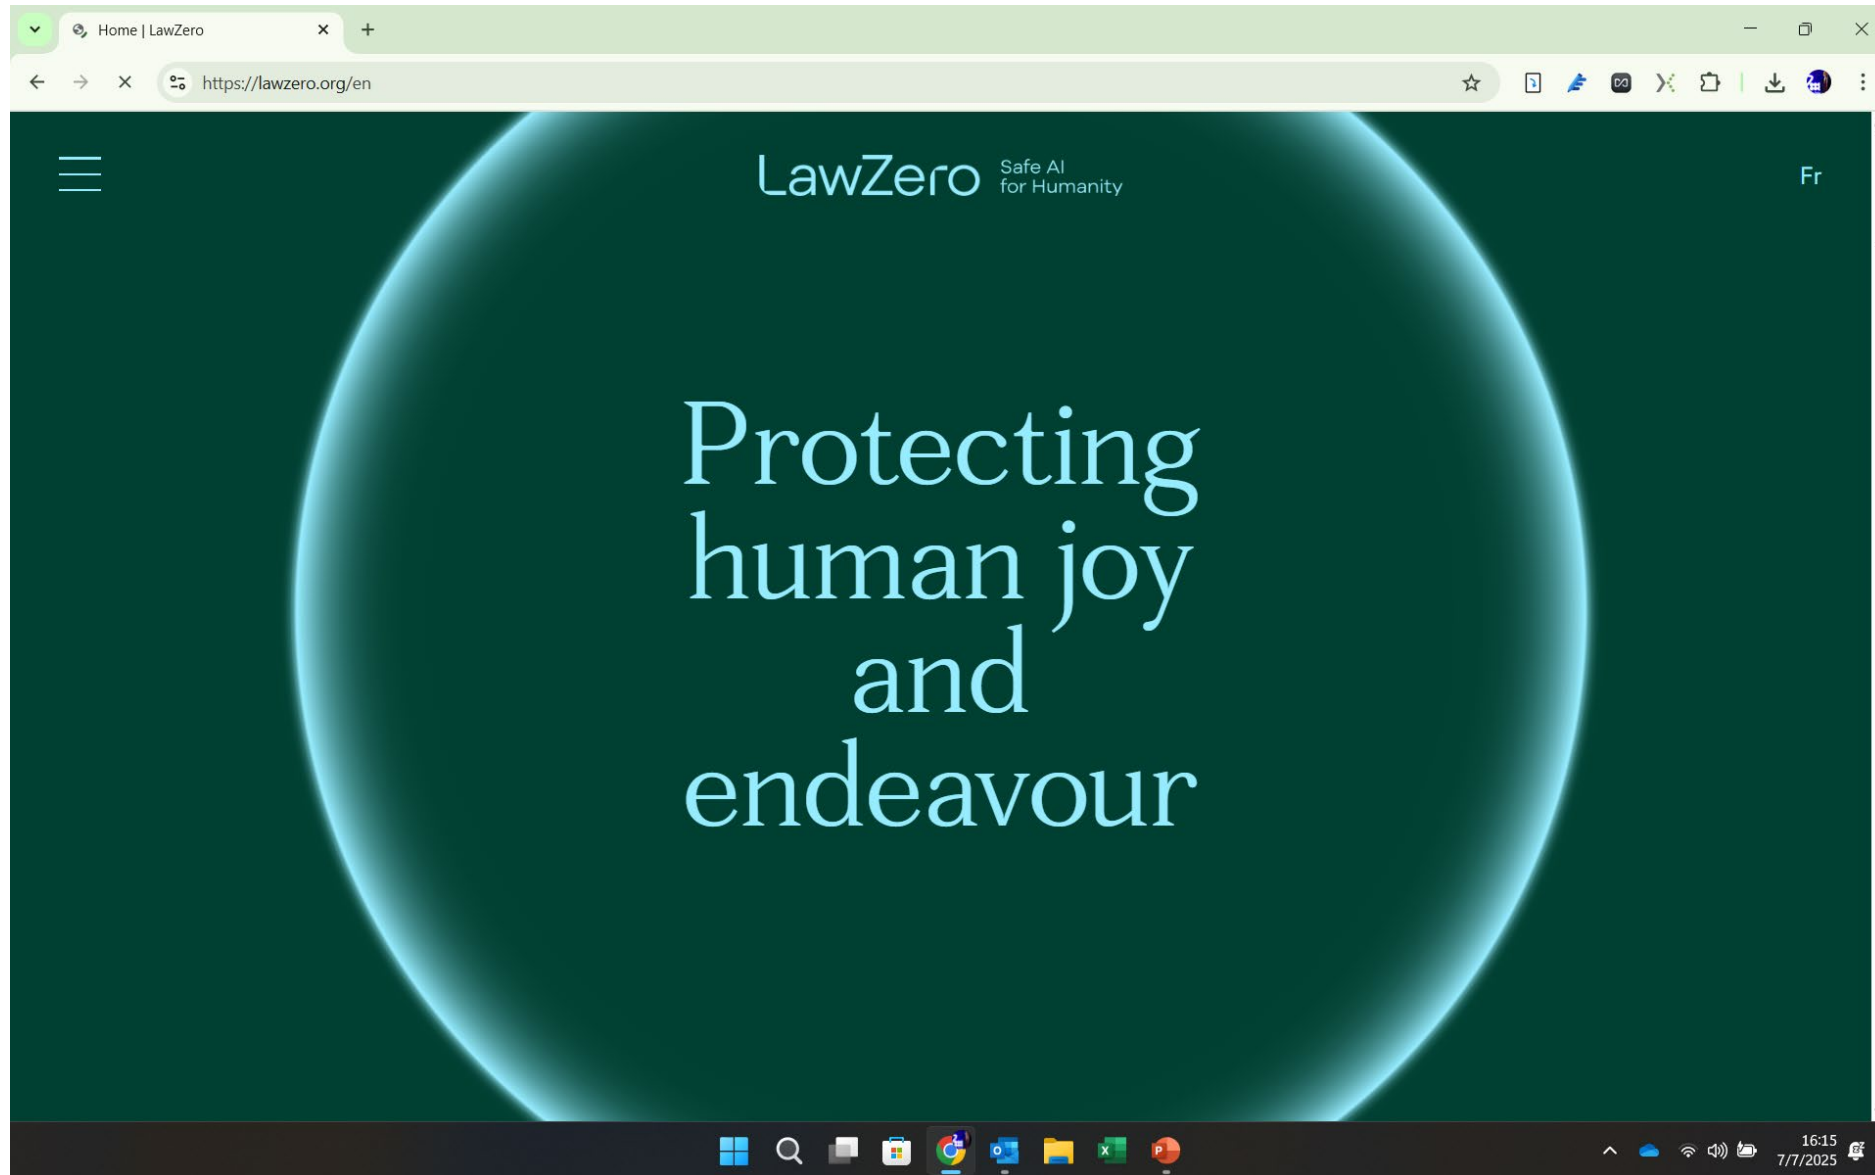 Home | LawZero
https://lawzero.org/en
LawZero
Safe AI
for Humanity
Fr
Protecting
human joy
and
endeavour
16:15
7/7/2025